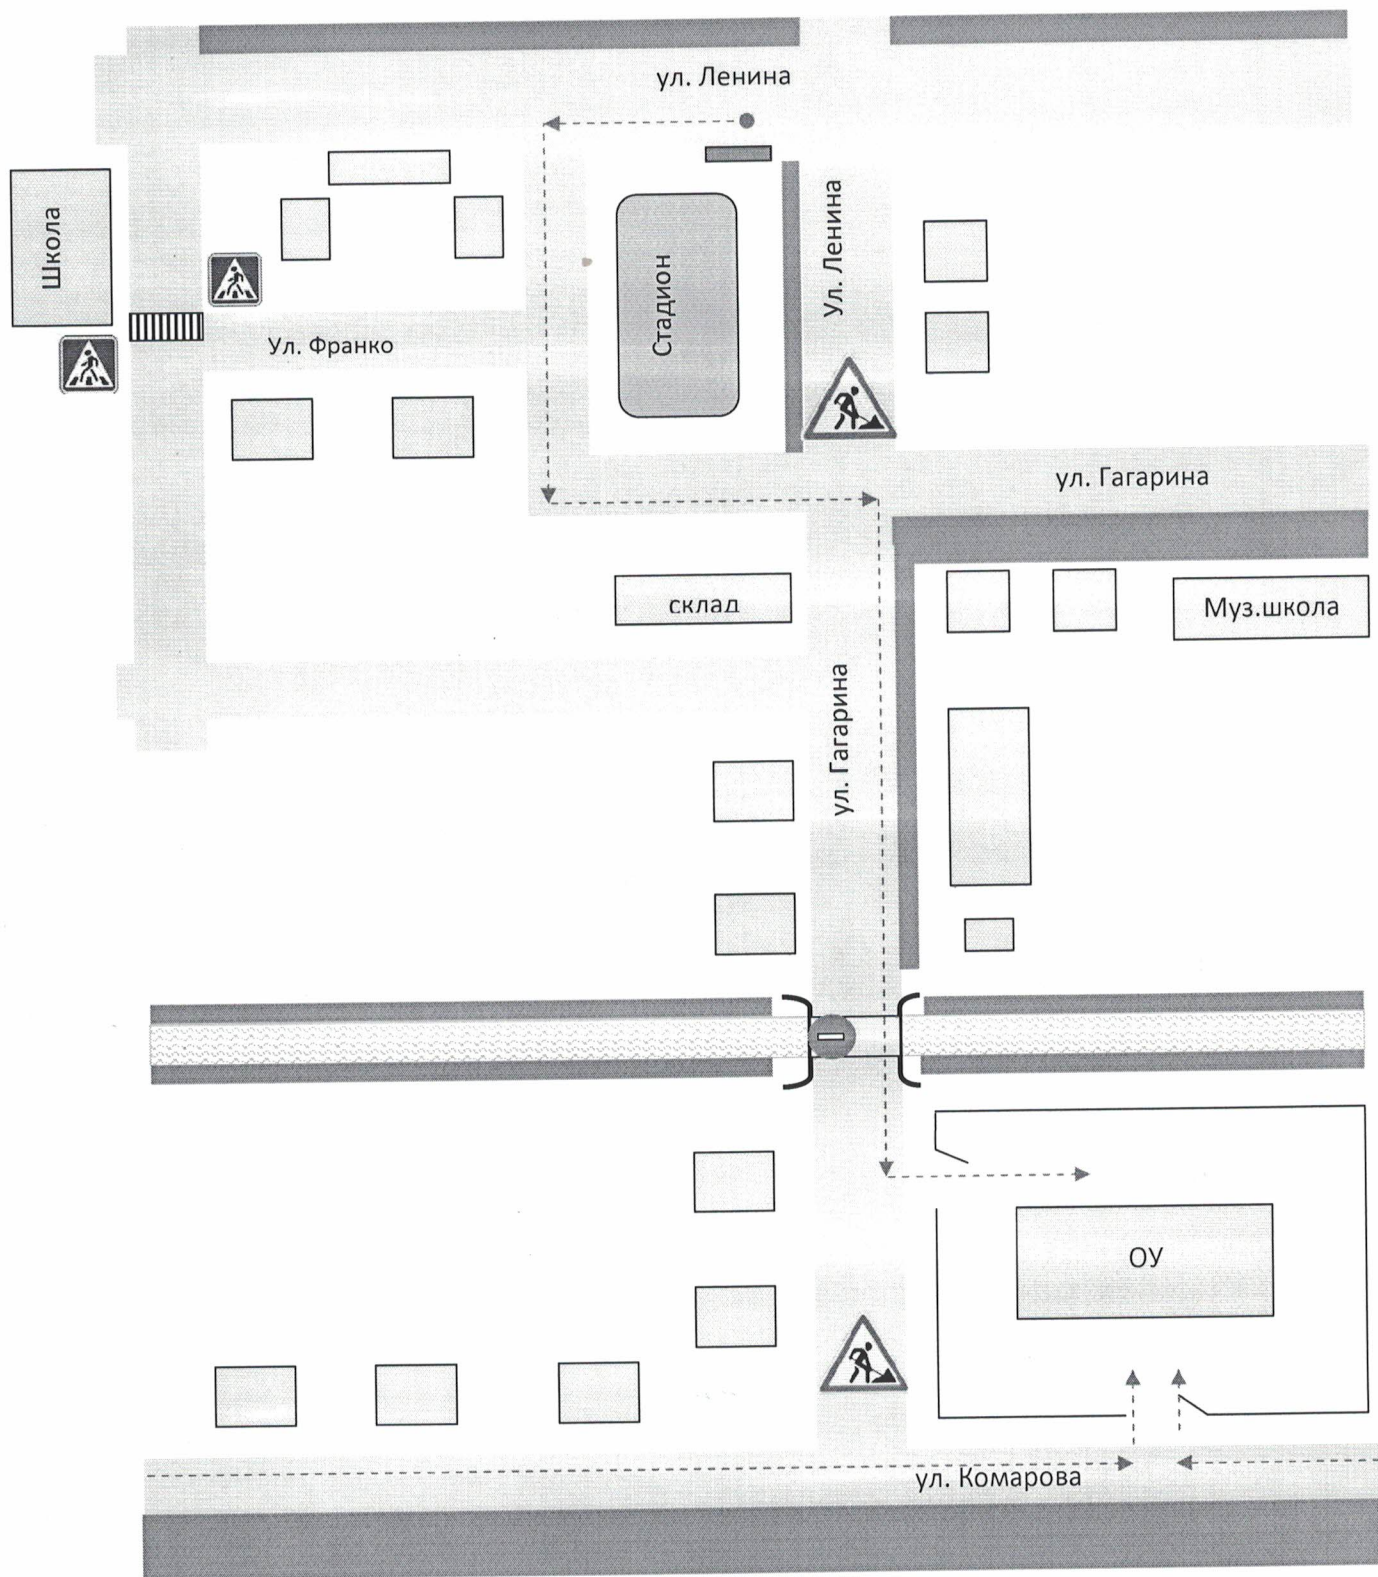 ул. Ленина
Школа
Ул. Ленина
Стадион
Ул. Франко
ул. Гагарина
склад
Муз.школа
ул. Гагарина
ОУ
ул. Комарова